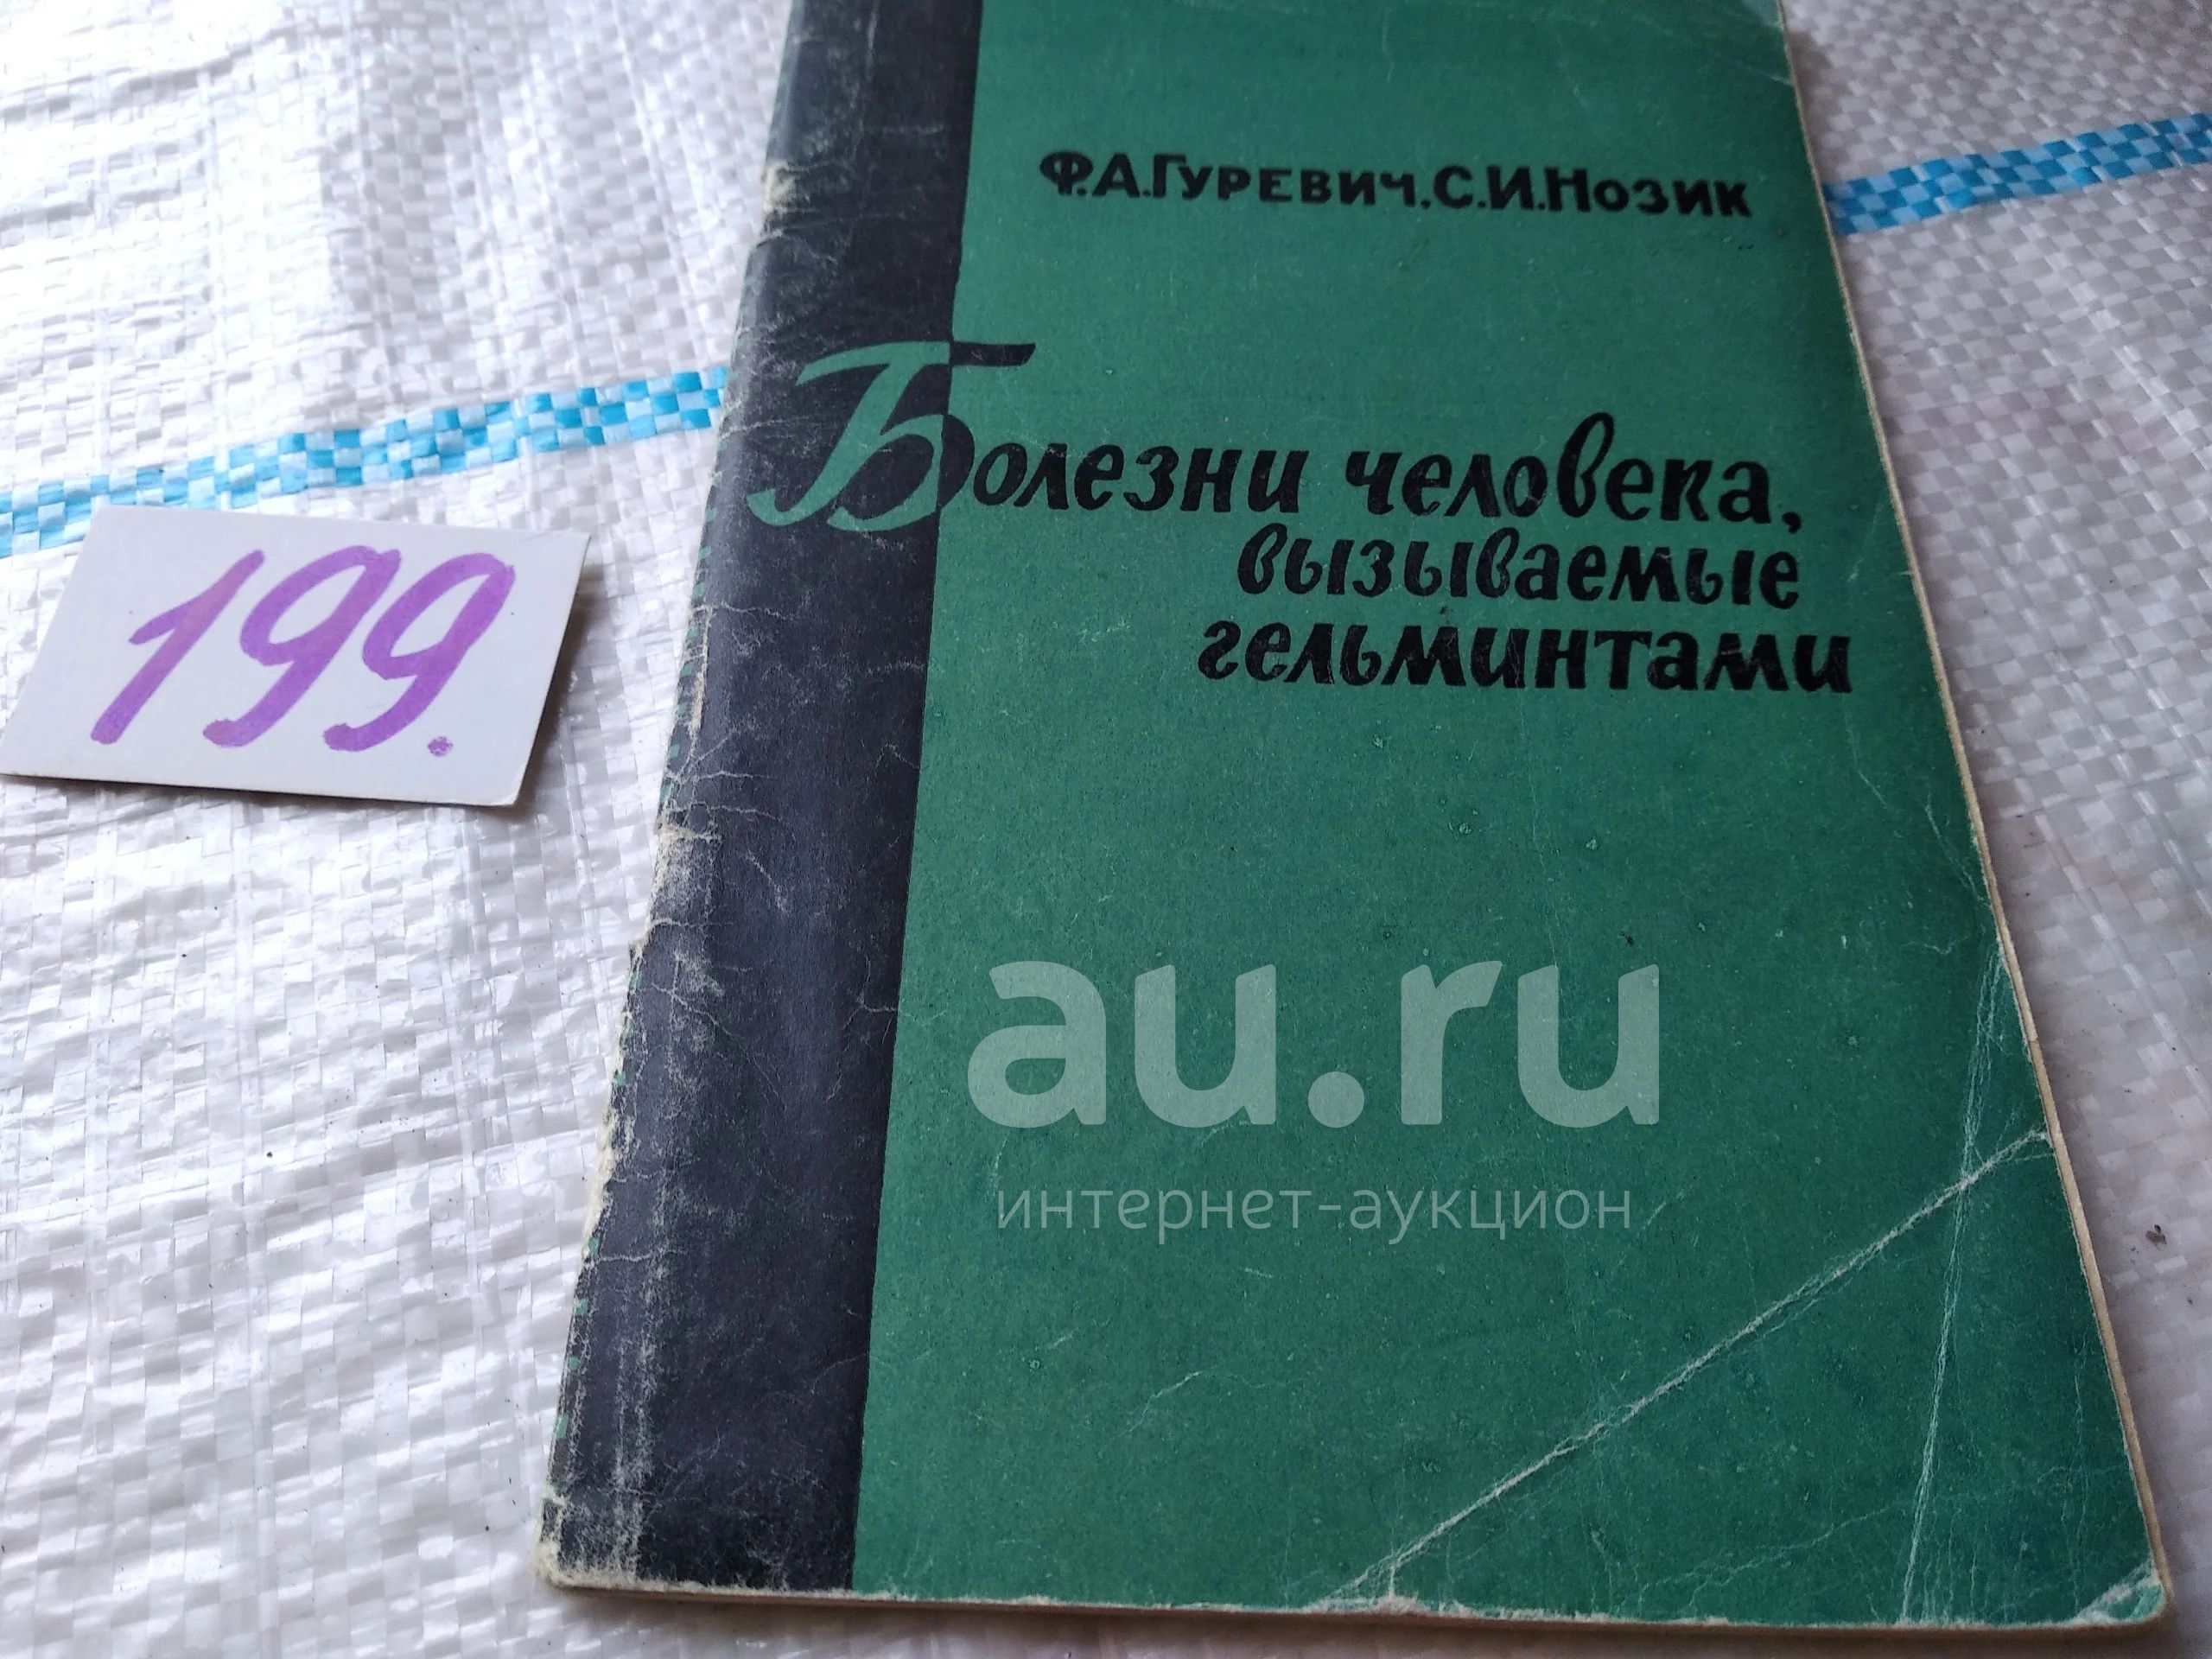 Ф.А.Гуревич.С.И.Нозик
Болезни человека,
вызываемые
гельминтами
199.
au.ru
интернет-аукцион